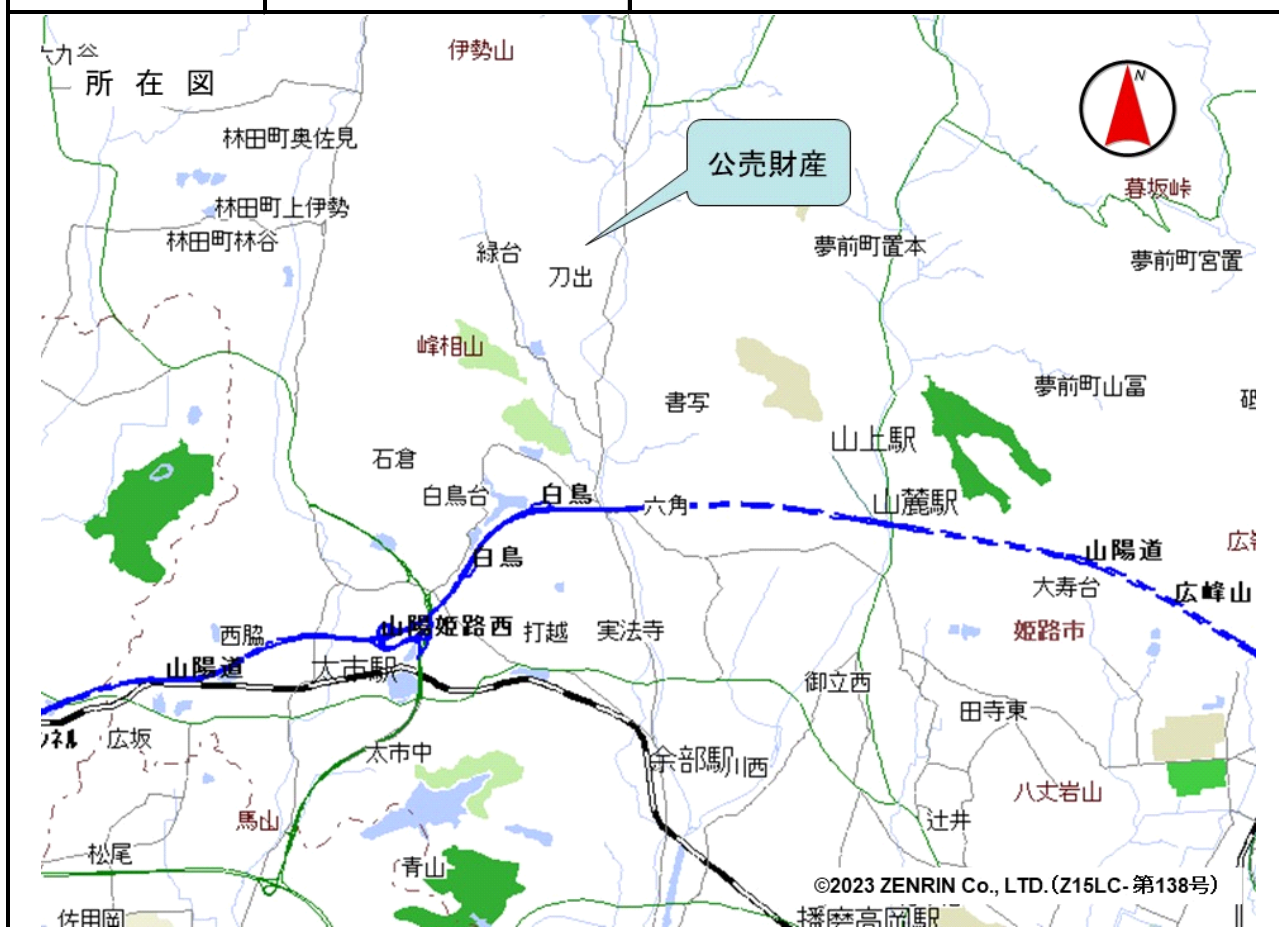 伊勢山
所 在 図
N
林田町奥佐見
公売財産
暮坂峠
林田町上伊勢
林田町林谷
緑台
夢前町置本
刀出
夢前町宮置
峰相山
夢前町山冨
書写
山上駅
石倉
白鳥台
白鳥
六角
山麓駅
白鳥
山陽道
大寿台
広峰山
山陽姫路西
打越
実法寺
姫路市
西脇
山陽道
太市駅
御立西
田寺東
広坂
太市中
余部駅
川西
八丈岩山
馬山
辻井
松尾
青山
©2023 ZENRIN Co., LTD.（Z15LC-第138号）
佐用岡
播磨高岡駅